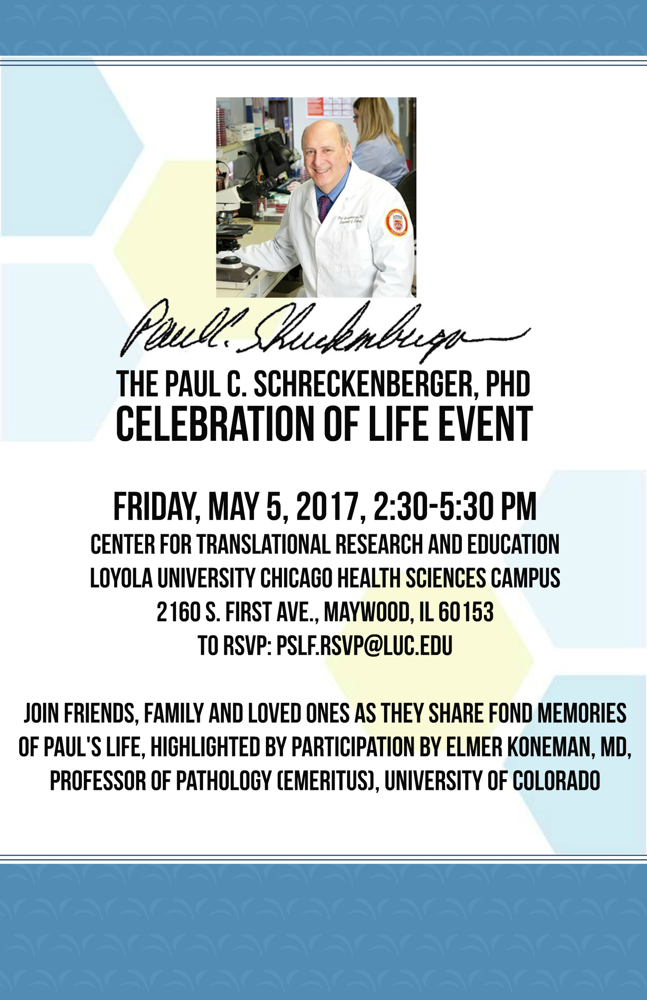 Paul C. Schreckenberger
THE PAUL C. SCHRECKENBERGER, PHD
CELEBRATION OF LIFE EVENT
FRIDAY, MAY 5, 2017, 2:30-5:30 PM
CENTER FOR TRANSLATIONAL RESEARCH AND EDUCATION
LOYOLA UNIVERSITY CHICAGO HEALTH SCIENCES CAMPUS
2160 S. FIRST AVE., MAYWOOD, IL 60153
TO RSVP: PSLF.RSVP@LUC.EDU
JOIN FRIENDS, FAMILY AND LOVED ONES AS THEY SHARE FOND MEMORIES
OF PAUL'S LIFE, HIGHLIGHTED BY PARTICIPATION BY ELMER KONEMAN, MD,
PROFESSOR OF PATHOLOGY (EMERITUS), UNIVERSITY OF COLORADO